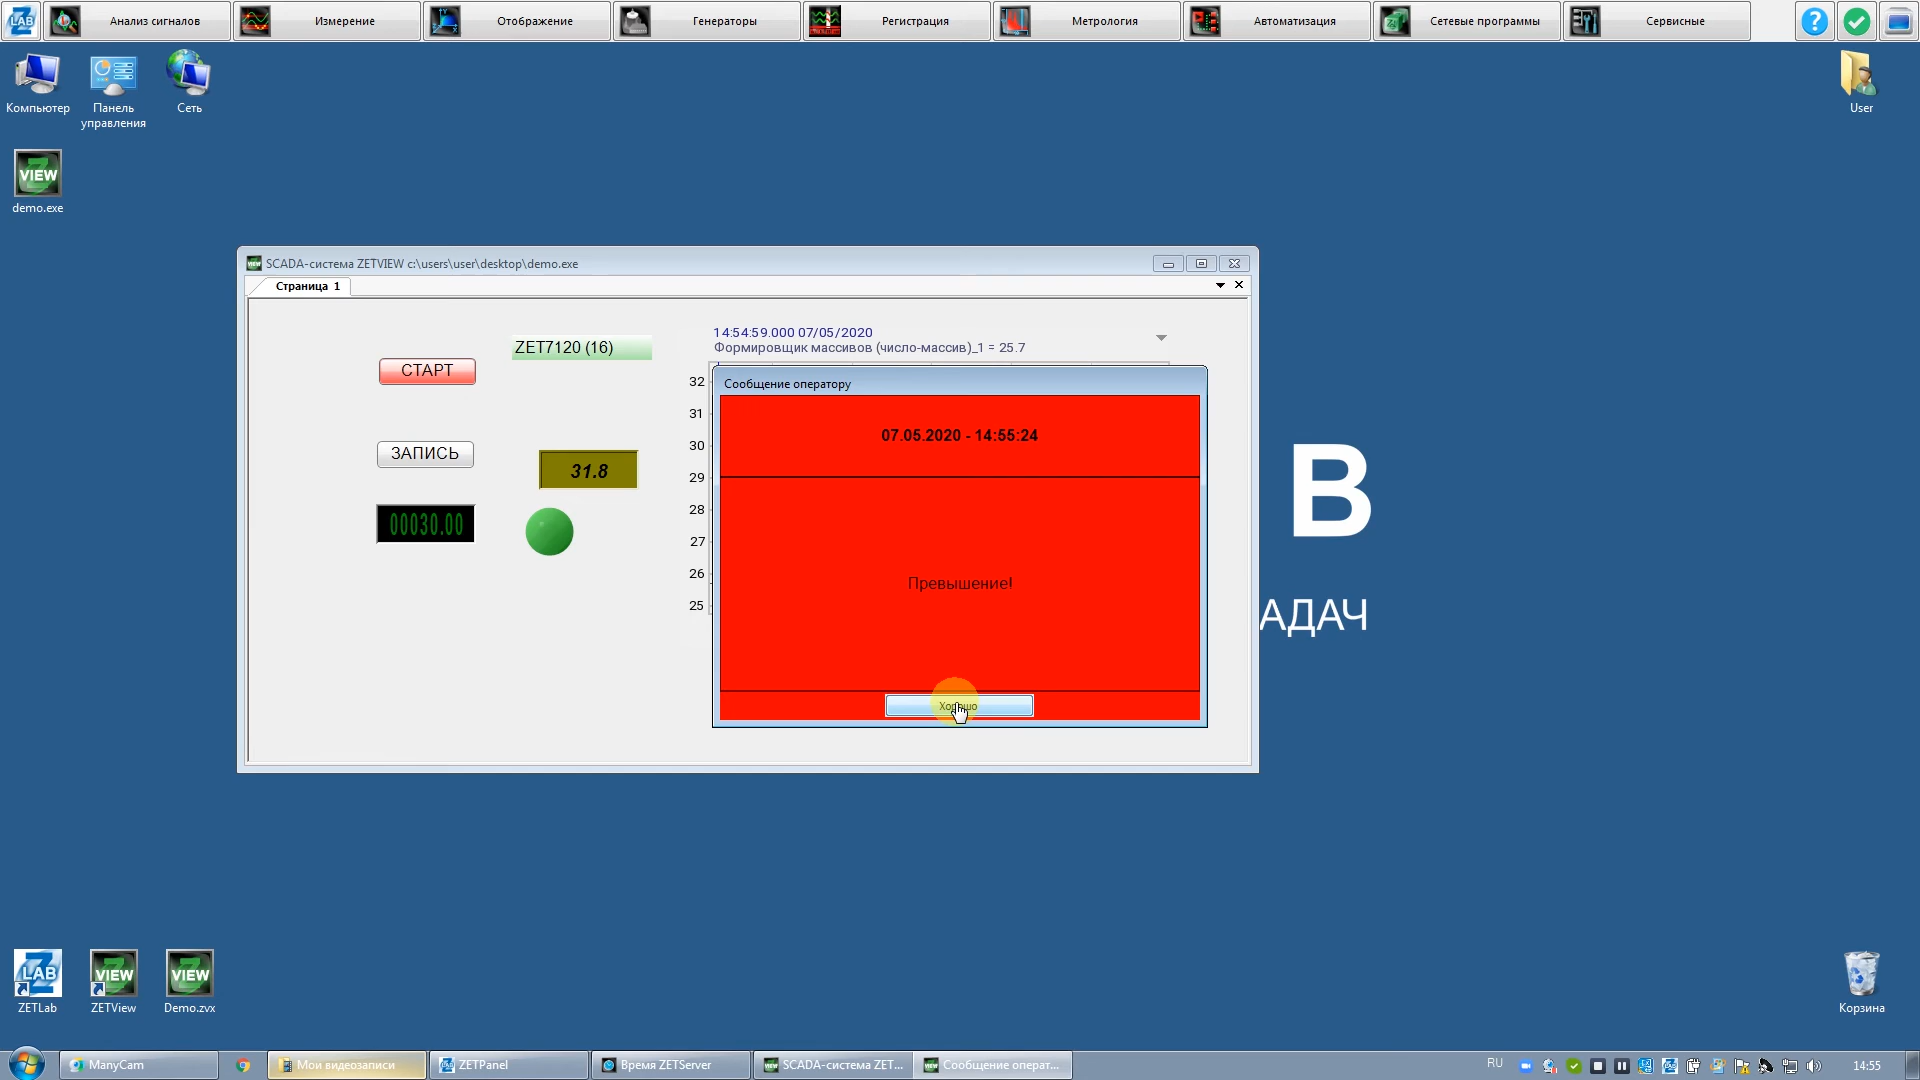 LAB
Анализ сигналов
Измерение
Отображение
Генераторы
Регистрация
Метрология
Автоматизация
Сетевые программы
Сервисные
Компьютер
Панель
управления
Сеть
User
VIEW
demo.exe
SCADA-система ZETVIEW c:\users\user\desktop\demo.exe
Страница 1
14:54:59.000 07/05/2020
Формировщик массивов (число-массив)_1 = 25.7
ZET7120 (16)
СТАРТ
ЗАПИСЬ
31.8
00030.00
32
31
30
29
28
27
26
25
Сообщение оператору
07.05.2020 - 14:55:24
Превышение!
Хорошо
В
АДАЧ
LAB
ZETLab
VIEW
ZETView
VIEW
Demo.zvx
Корзина
ManyCam
Мои видеозаписи
ZETPanel
Время ZETServer
SCADA-система ZET...
Сообщение операт...
RU
14:55